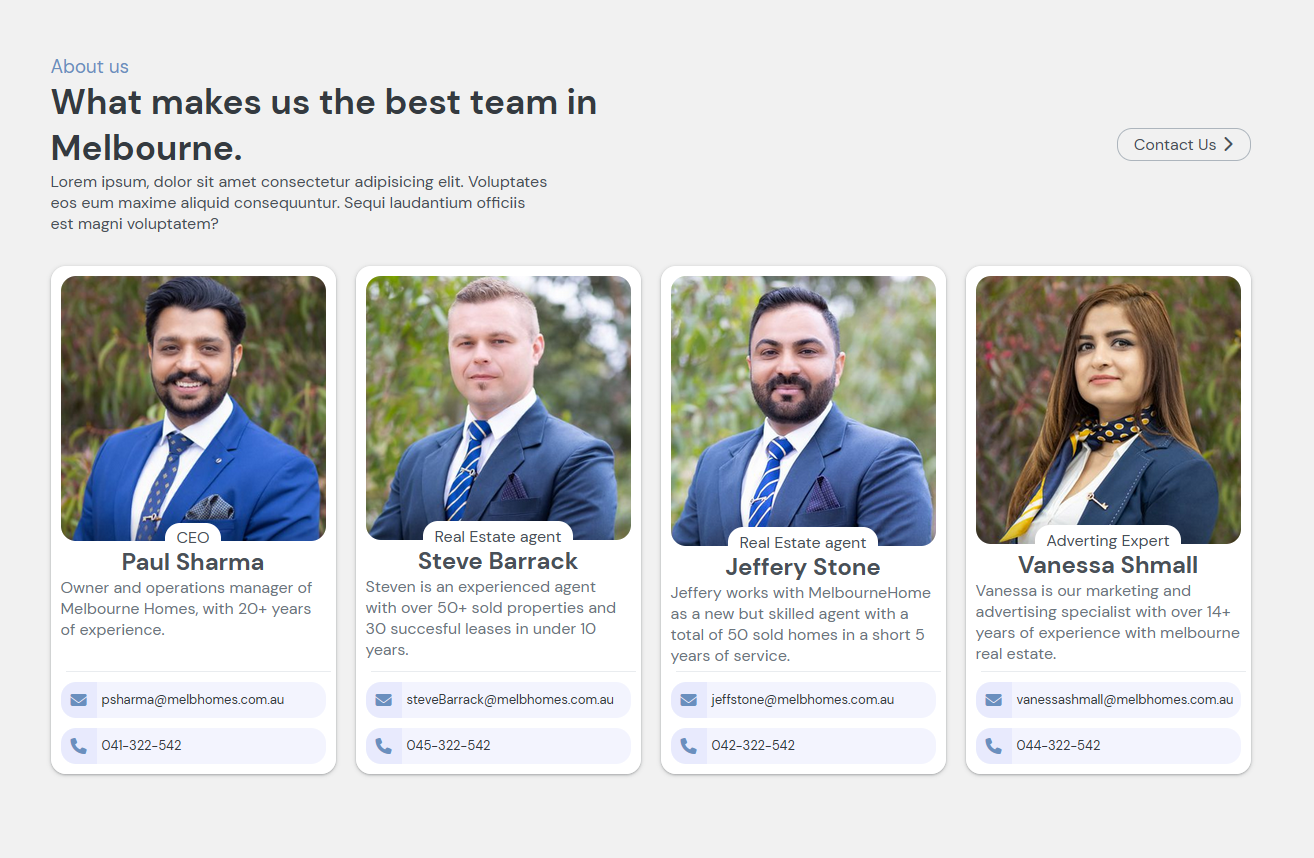 About us
What makes us the best team in
Melbourne.
Lorem ipsum, dolor sit amet consectetur adipisicing elit. Voluptates
eos eum maxime aliquid consequuntur. Sequi laudantium officiis
est magni voluptatem?
Contact Us
CEO
Paul Sharma
Owner and operations manager of
Melbourne Homes, with 20+ years
of experience.
psharma@melbhomes.com.au
041-322-542
Real Estate agent
Steve Barrack
Steven is an experienced agent
with over 50+ sold properties and
30 succesful leases in under 10
years.
steveBarrack@melbhomes.com.au
045-322-542
Real Estate agent
Jeffery Stone
Jeffery works with MelbourneHome
as a new but skilled agent with a
total of 50 sold homes in a short 5
years of service.
jeffstone@melbhomes.com.au
042-322-542
Adverting Expert
Vanessa Shmall
Vanessa is our marketing and
advertising specialist with over 14+
years of experience with melbourne
real estate.
vanessashmall@melbhomes.com.au
044-322-542